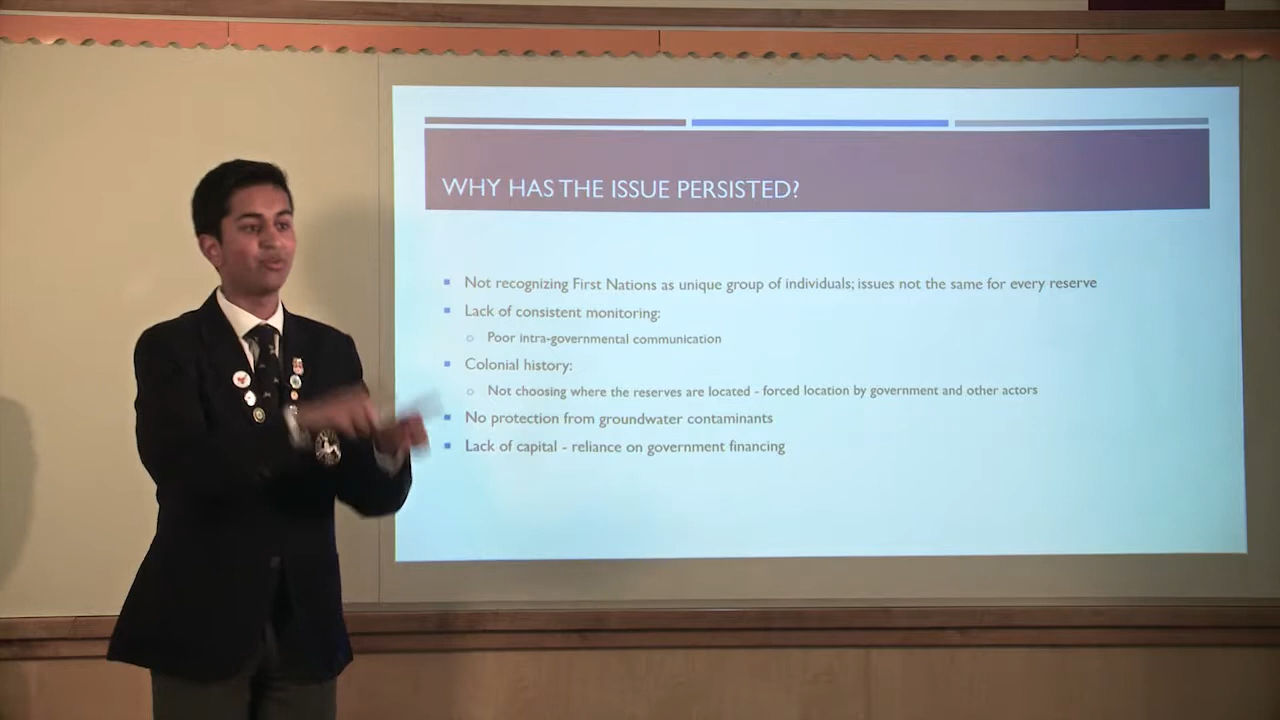 WHY HAS THE ISSUE PERSISTED?
Not recognizing First Nations as unique group of individuals; issues not the same for every reserve
Lack of consistent monitoring:
Poor intra-governmental communication
Colonial history:
Not choosing where the reserves are located - forced location by government and other actors
No protection from groundwater contaminants
Lack of capital - reliance on government financing